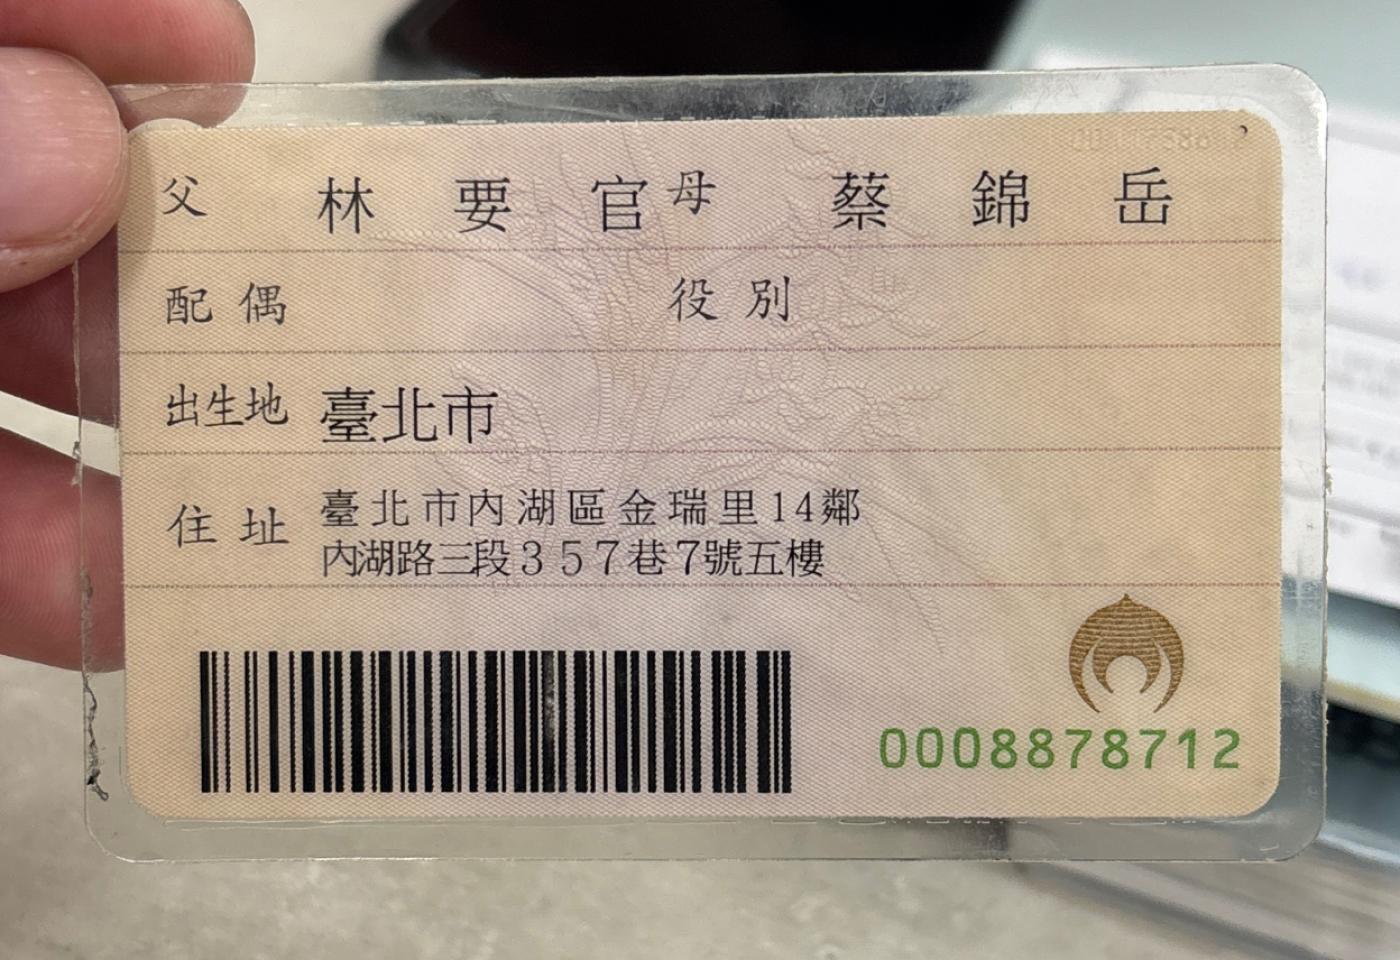 父 林要官 母 蔡錦岳
配偶 役別
出生地 臺北市
住址 臺北市內湖區金瑞里14鄰
內湖路三段357巷7號五樓
0008878712